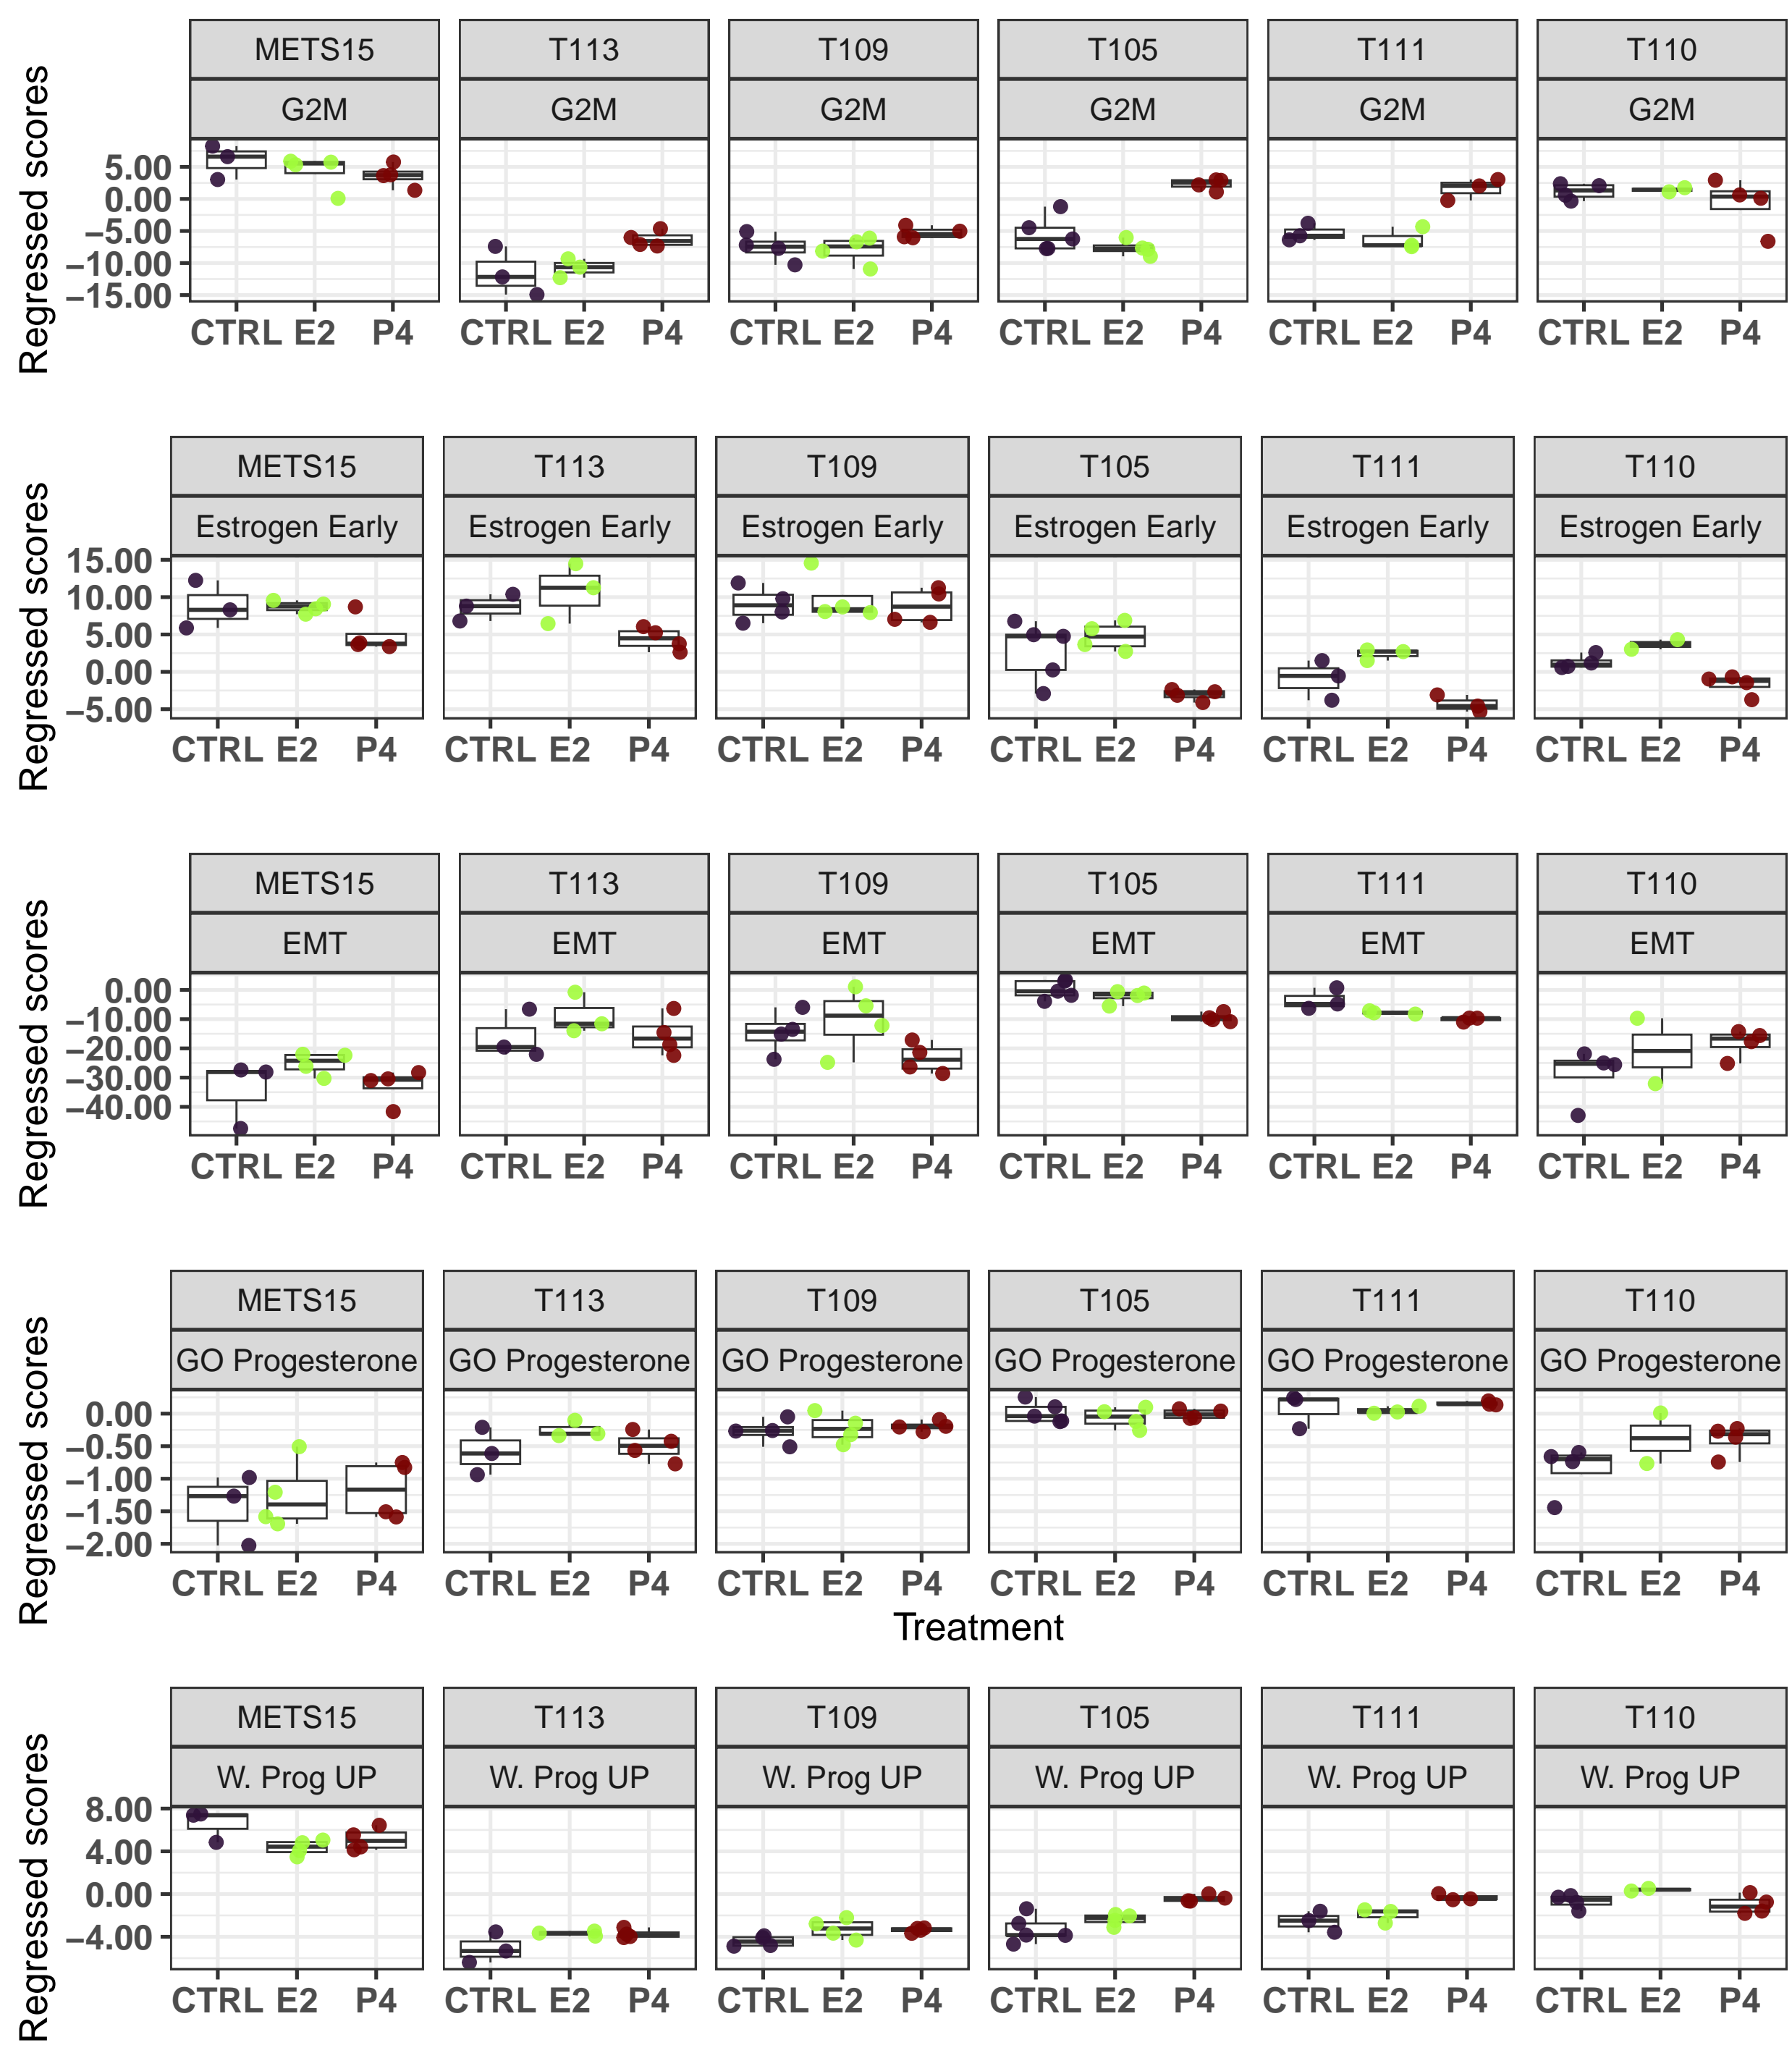 METS15 T113 T109 T105 T111 T110
G2M G2M G2M G2M G2M G2M
Regressed scores
5.00
0.00
−5.00
−10.00
−15.00
CTRL E2 P4 CTRL E2 P4 CTRL E2 P4 CTRL E2 P4 CTRL E2 P4 CTRL E2 P4
METS15 T113 T109 T105 T111 T110
Estrogen Early Estrogen Early Estrogen Early Estrogen Early Estrogen Early Estrogen Early
Regressed scores
15.00
10.00
5.00
0.00
−5.00
CTRL E2 P4 CTRL E2 P4 CTRL E2 P4 CTRL E2 P4 CTRL E2 P4 CTRL E2 P4
METS15 T113 T109 T105 T111 T110
EMT EMT EMT EMT EMT EMT
Regressed scores
0.00
−10.00
−20.00
−30.00
−40.00
CTRL E2 P4 CTRL E2 P4 CTRL E2 P4 CTRL E2 P4 CTRL E2 P4 CTRL E2 P4
METS15 T113 T109 T105 T111 T110
GO Progesterone GO Progesterone GO Progesterone GO Progesterone GO Progesterone GO Progesterone
Regressed scores
0.00
−0.50
−1.00
−1.50
−2.00
CTRL E2 P4 CTRL E2 P4 CTRL E2 P4 CTRL E2 P4 CTRL E2 P4 CTRL E2 P4
Treatment
METS15 T113 T109 T105 T111 T110
W. Prog UP W. Prog UP W. Prog UP W. Prog UP W. Prog UP W. Prog UP
Regressed scores
8.00
4.00
0.00
−4.00
CTRL E2 P4 CTRL E2 P4 CTRL E2 P4 CTRL E2 P4 CTRL E2 P4 CTRL E2 P4